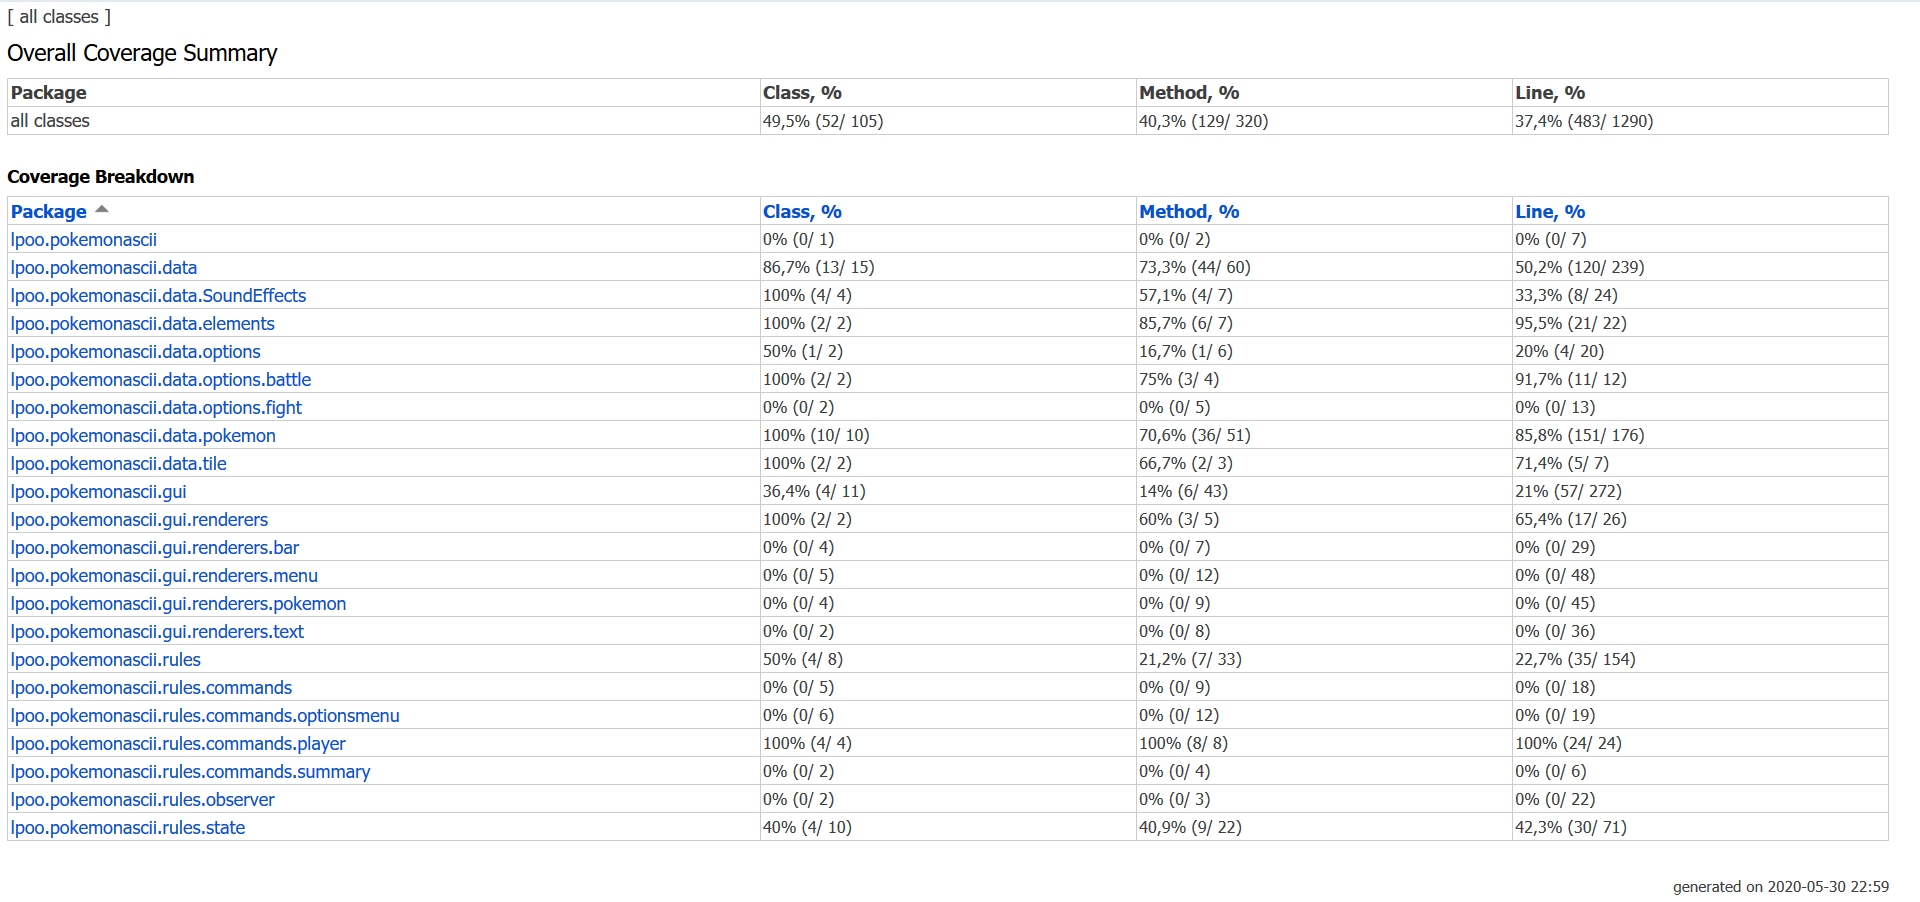 [ all classes ]
Overall Coverage Summary
Package Class, % Method, % Line, %
all classes 49,5% (52/ 105) 40,3% (129/ 320) 37,4% (483/ 1290)
Coverage Breakdown
Package Class, % Method, % Line, %
lpoo.pokemonascii 0% (0/ 1) 0% (0/ 2) 0% (0/ 7)
lpoo.pokemonascii.data 86,7% (13/ 15) 73,3% (44/ 60) 50,2% (120/ 239)
lpoo.pokemonascii.data.SoundEffects 100% (4/ 4) 57,1% (4/ 7) 33,3% (8/ 24)
lpoo.pokemonascii.data.elements 100% (2/ 2) 85,7% (6/ 7) 95,5% (21/ 22)
lpoo.pokemonascii.data.options 50% (1/ 2) 16,7% (1/ 6) 20% (4/ 20)
lpoo.pokemonascii.data.options.battle 100% (2/ 2) 75% (3/ 4) 91,7% (11/ 12)
lpoo.pokemonascii.data.options.fight 0% (0/ 2) 0% (0/ 5) 0% (0/ 13)
lpoo.pokemonascii.data.pokemon 100% (10/ 10) 70,6% (36/ 51) 85,8% (151/ 176)
lpoo.pokemonascii.data.tile 100% (2/ 2) 66,7% (2/ 3) 71,4% (5/ 7)
lpoo.pokemonascii.gui 36,4% (4/ 11) 14% (6/ 43) 21% (57/ 272)
lpoo.pokemonascii.gui.renderers 100% (2/ 2) 60% (3/ 5) 65,4% (17/ 26)
lpoo.pokemonascii.gui.renderers.bar 0% (0/ 4) 0% (0/ 7) 0% (0/ 29)
lpoo.pokemonascii.gui.renderers.menu 0% (0/ 5) 0% (0/ 12) 0% (0/ 48)
lpoo.pokemonascii.gui.renderers.pokemon 0% (0/ 4) 0% (0/ 9) 0% (0/ 45)
lpoo.pokemonascii.gui.renderers.text 0% (0/ 2) 0% (0/ 8) 0% (0/ 36)
lpoo.pokemonascii.rules 50% (4/ 8) 21,2% (7/ 33) 22,7% (35/ 154)
lpoo.pokemonascii.rules.commands 0% (0/ 5) 0% (0/ 9) 0% (0/ 18)
lpoo.pokemonascii.rules.commands.optionsmenu 0% (0/ 6) 0% (0/ 12) 0% (0/ 19)
lpoo.pokemonascii.rules.commands.player 100% (4/ 4) 100% (8/ 8) 100% (24/ 24)
lpoo.pokemonascii.rules.commands.summary 0% (0/ 2) 0% (0/ 4) 0% (0/ 6)
lpoo.pokemonascii.rules.observer 0% (0/ 2) 0% (0/ 3) 0% (0/ 22)
lpoo.pokemonascii.rules.state 40% (4/ 10) 40,9% (9/ 22) 42,3% (30/ 71)
generated on 2020-05-30 22:59